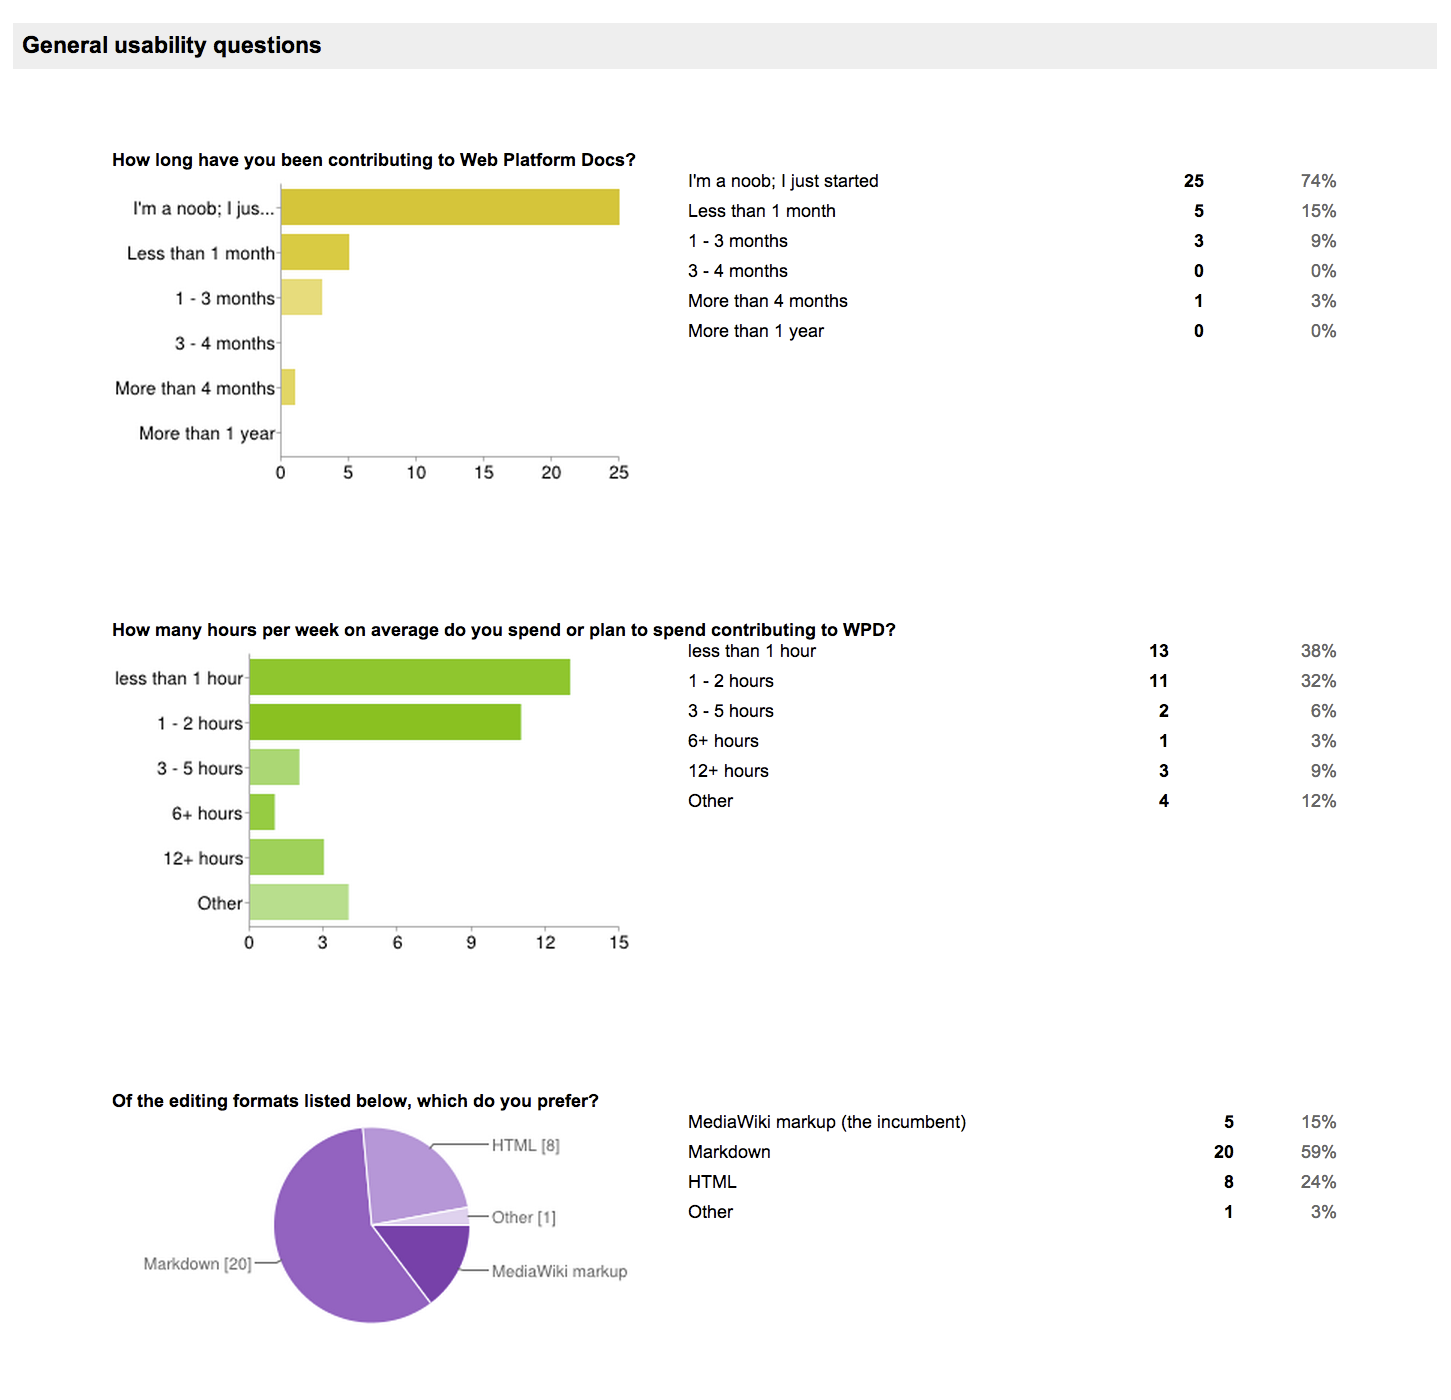 General usability questions
How long have you been contributing to Web Platform Docs?
I'm a noob; I jus...
Less than 1 month
1 - 3 months
3 - 4 months
More than 4 months
More than 1 year
0 5 10 15 20 25
I'm a noob; I just started 25 74%
Less than 1 month 5 15%
1 - 3 months 3 9%
3 - 4 months 0 0%
More than 4 months 1 3%
More than 1 year 0 0%
How many hours per week on average do you spend or plan to spend contributing to WPD?
less than 1 hour
1 - 2 hours
3 - 5 hours
6+ hours
12+ hours
Other
0 3 6 9 12 15
less than 1 hour 13 38%
1 - 2 hours 11 32%
3 - 5 hours 2 6%
6+ hours 1 3%
12+ hours 3 9%
Other 4 12%
Of the editing formats listed below, which do you prefer?
HTML [8]
Other [1]
Markdown [20]
MediaWiki markup
MediaWiki markup (the incumbent) 5 15%
Markdown 20 59%
HTML 8 24%
Other 1 3%